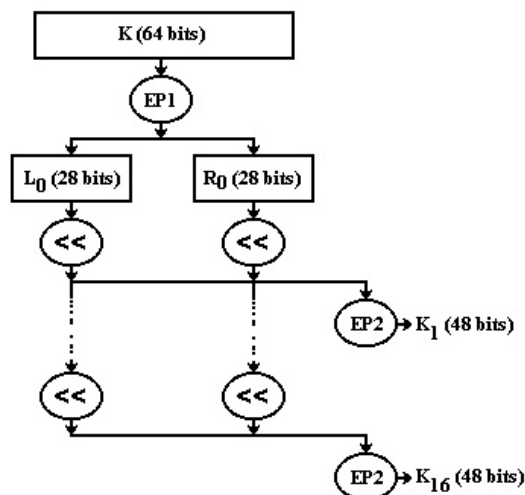 K (64 bits)
EP1
L0 (28 bits)
R0 (28 bits)
<<
<<
EP2
K1 (48 bits)
<<
<<
EP2
K16 (48 bits)